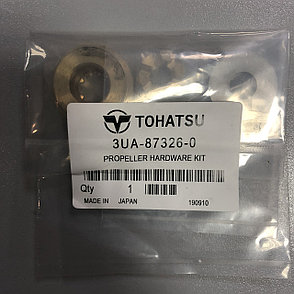 TOHATSU
3UA-87326-0
PROPELLER HARDWARE KIT
Qty 1
MADE IN JAPAN 190910